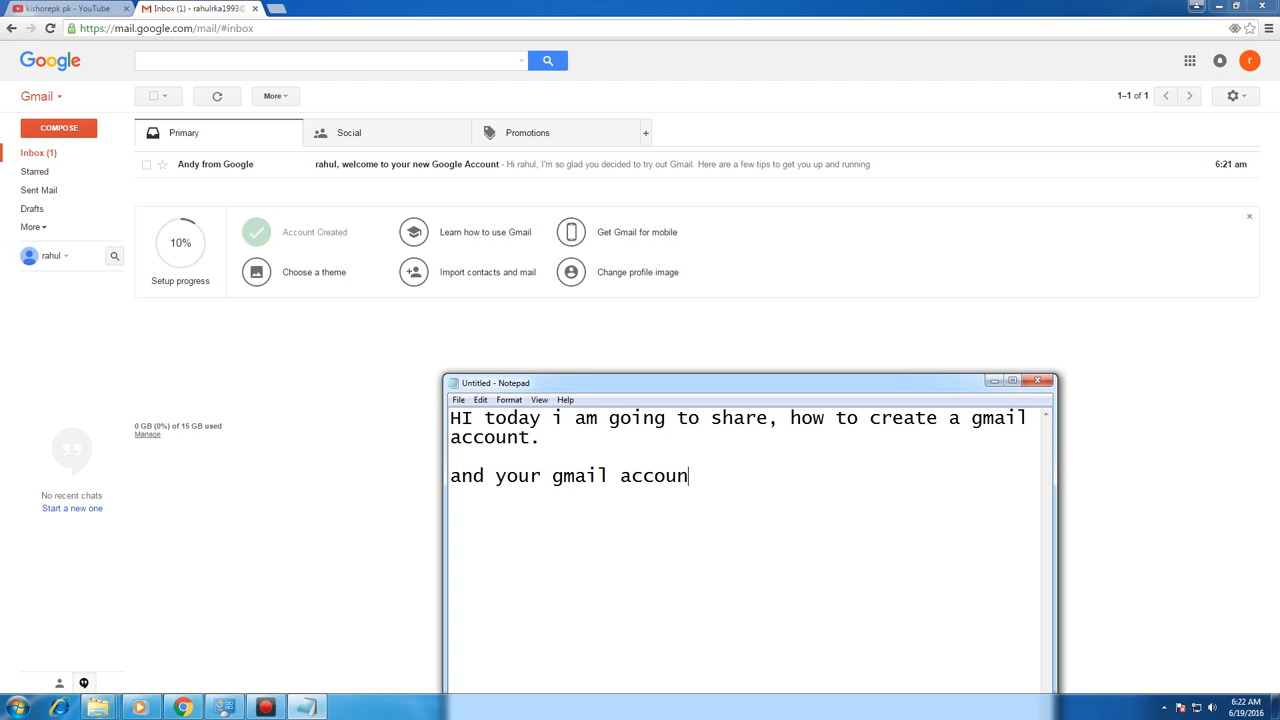 kishorepk pk - YouTube
Inbox (1) - rahulrka1993
https://mail.google.com/mail/#inbox
Google
r
Gmail
More
1–1 of 1
COMPOSE
Primary
Social
Promotions
+
Inbox (1)
Starred
Sent Mail
Drafts
More
rahul
Andy from Google
rahul, welcome to your new Google Account - Hi rahul, I'm so glad you decided to try out Gmail. Here are a few tips to get you up and running
6:21 am
10%
Setup progress
Account Created
Learn how to use Gmail
Get Gmail for mobile
Choose a theme
Import contacts and mail
Change profile image
0 GB (0%) of 15 GB used
Manage
No recent chats
Start a new one
Untitled - Notepad
File Edit Format View Help
HI today i am going to share, how to create a gmail
account.
and your gmail accoun
6:22 AM
6/19/2016